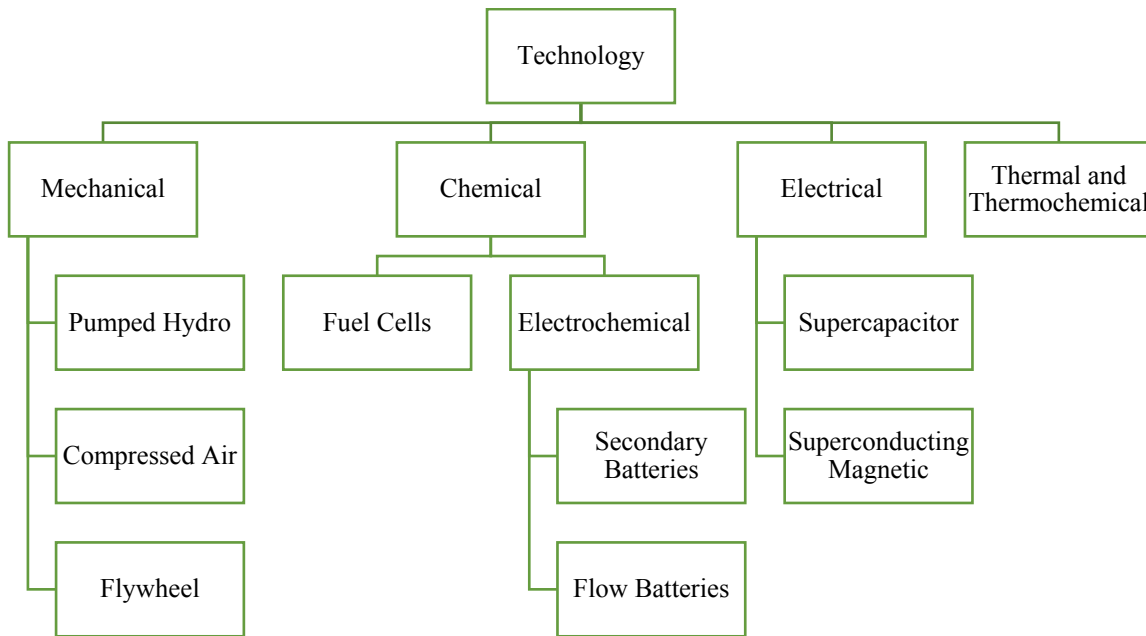 Technology
Mechanical
Chemical
Electrical
Thermal and
Thermochemical
Pumped Hydro
Fuel Cells
Electrochemical
Supercapacitor
Compressed Air
Secondary
Batteries
Superconducting
Magnetic
Flywheel
Flow Batteries